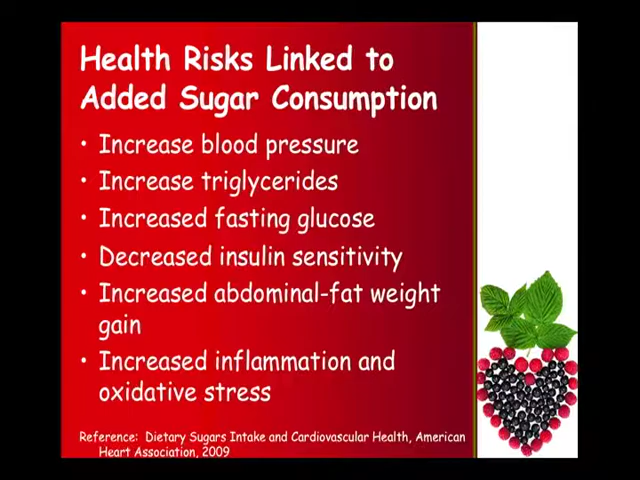 Health Risks Linked to
Added Sugar Consumption
• Increase blood pressure
• Increase triglycerides
• Increased fasting glucose
• Decreased insulin sensitivity
• Increased abdominal-fat weight
gain
• Increased inflammation and
oxidative stress
Reference: Dietary Sugars Intake and Cardiovascular Health, American
Heart Association, 2009